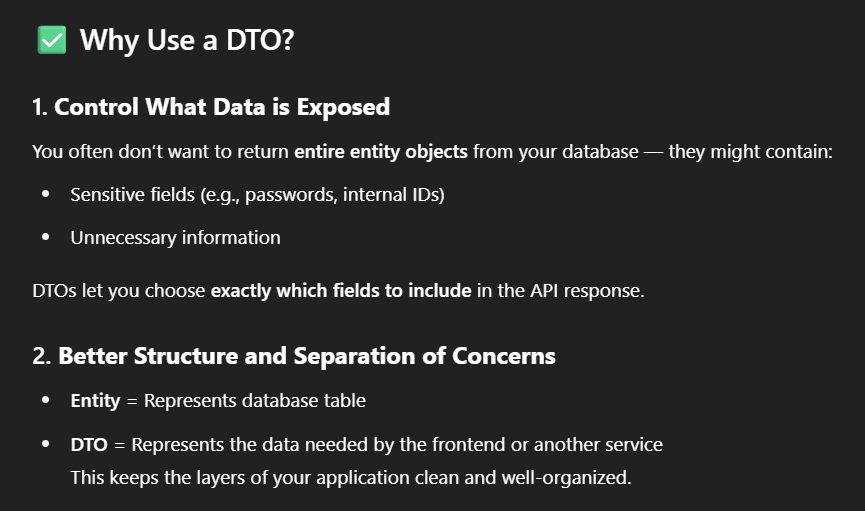 ✅ Why Use a DTO?
1. Control What Data is Exposed
You often don’t want to return entire entity objects from your database — they might contain:
• Sensitive fields (e.g., passwords, internal IDs)
• Unnecessary information
DTOs let you choose exactly which fields to include in the API response.
2. Better Structure and Separation of Concerns
• Entity = Represents database table
• DTO = Represents the data needed by the frontend or another service
This keeps the layers of your application clean and well-organized.